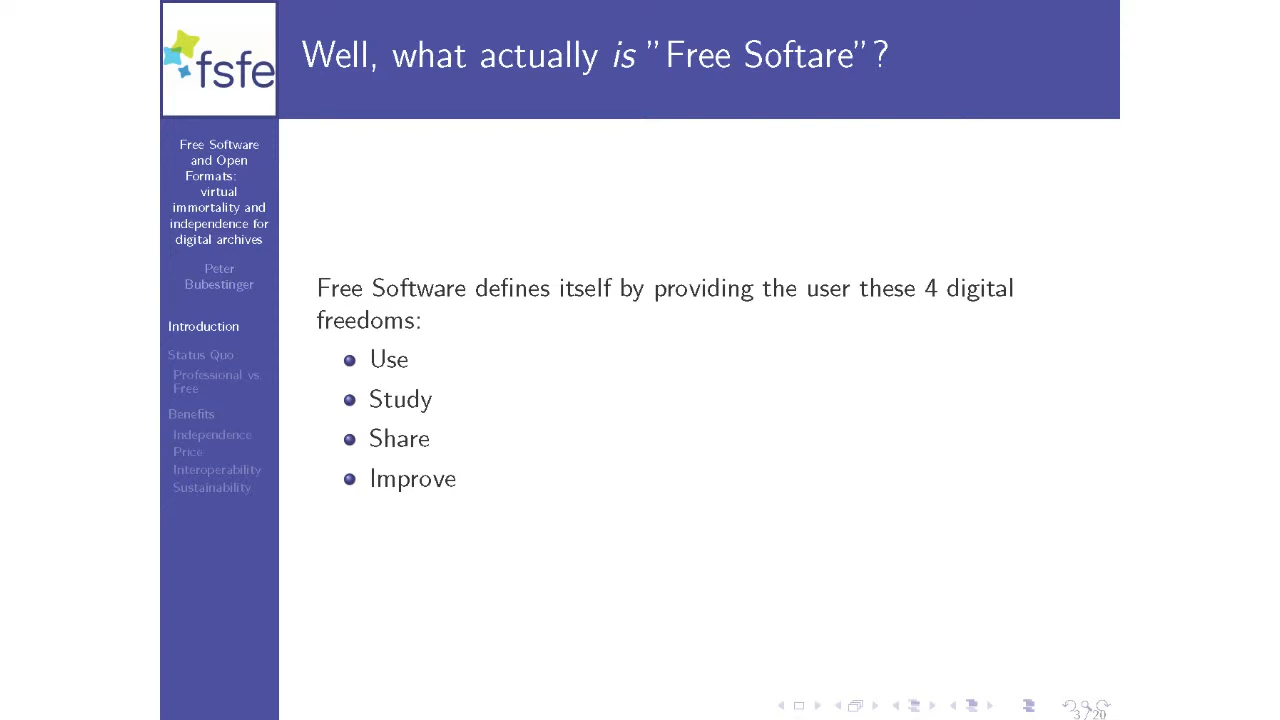 fsfe
Well, what actually is ”Free Softare”?
Free Software
and Open
Formats:
virtual
immortality and
independence for
digital archives
Peter
Bubestinger
Introduction
Status Quo
Professional vs.
Free
Benefits
Independence
Price
Interoperability
Sustainability
Free Software defines itself by providing the user these 4 digital
freedoms:
Use
Study
Share
Improve
3 / 20